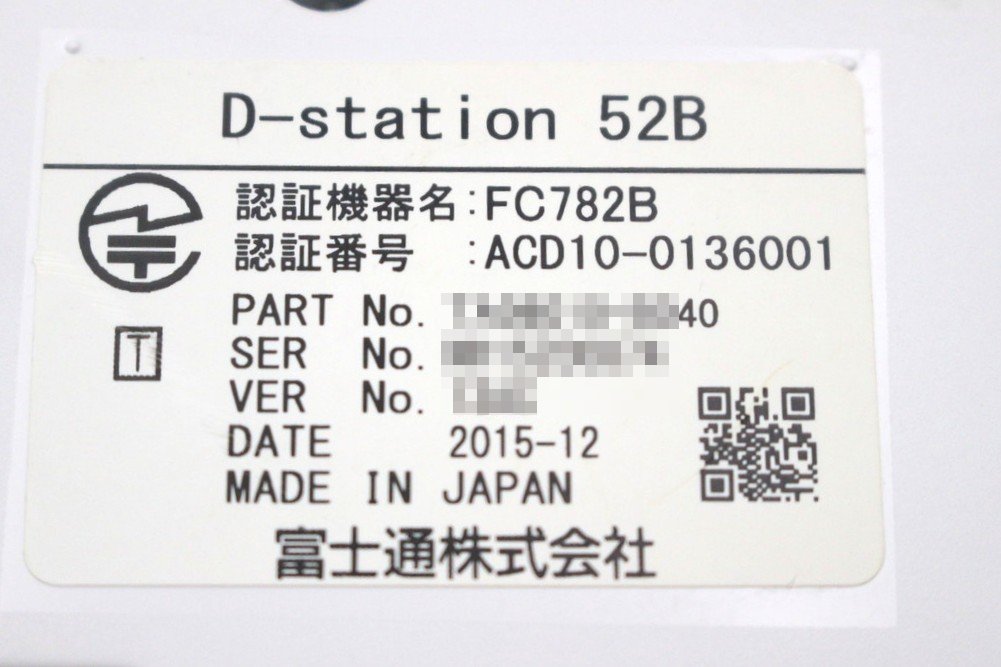 D-station 52B
認証機器名:FC782B
認証番号 :ACD10-0136001
T
PART No. 40
SER No.
VER No.
DATE 2015-12
MADE IN JAPAN
富士通株式会社